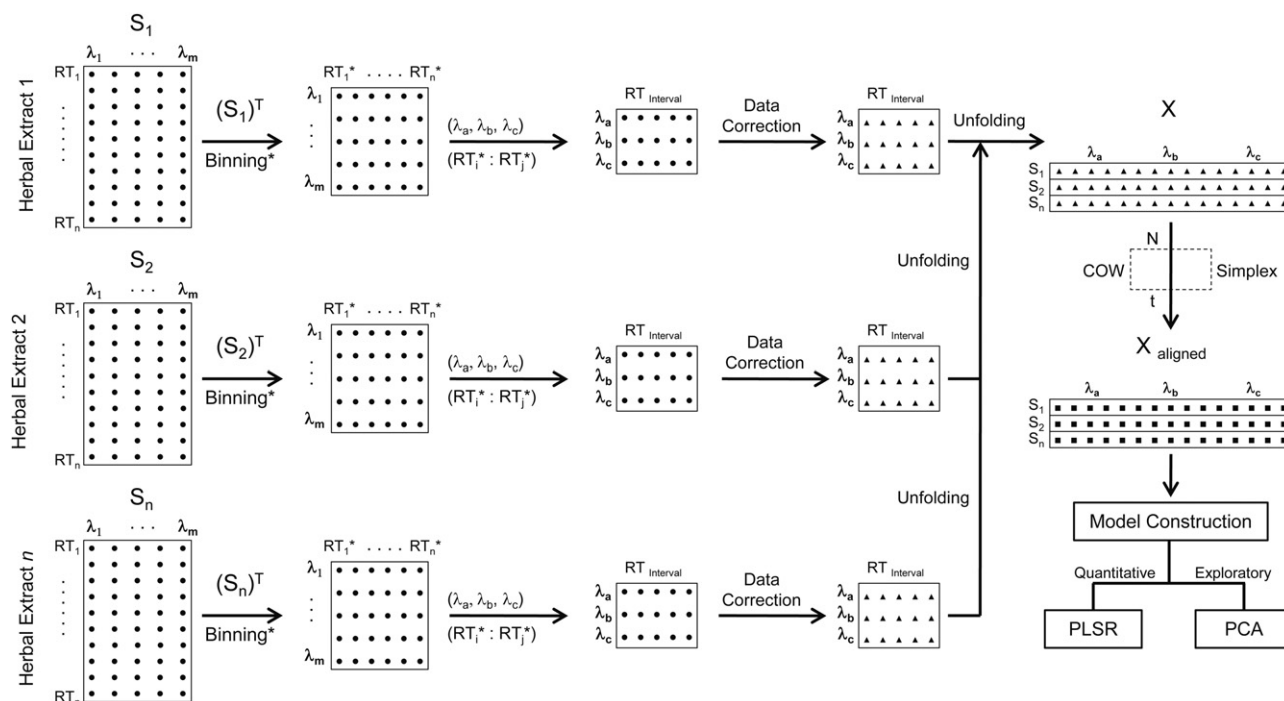 Herbal Extract 1
S1
λ1 · · · λm
RT1
RTn
(S1)T
Binning*
RT1* . . . . RTn*
λ1
λm
(λa, λb, λc)
(RTi* : RTj*)
RT Interval
λa
λb
λc
Data
Correction
RT Interval
λa
λb
λc
Unfolding
Herbal Extract 2
S2
λ1 · · · λm
RT1
RTn
(S2)T
Binning*
RT1* . . . . RTn*
λ1
λm
(λa, λb, λc)
(RTi* : RTj*)
RT Interval
λa
λb
λc
Data
Correction
RT Interval
λa
λb
λc
Unfolding
Herbal Extract n
Sn
λ1 · · · λm
RT1
(Sn)T
Binning*
RT1* . . . . RTn*
λ1
λm
(λa, λb, λc)
(RTi* : RTj*)
RT Interval
λa
λb
λc
Data
Correction
RT Interval
λa
λb
λc
Unfolding
X
λa λb λc
S1
S2
Sn
N
COW Simplex
t
X aligned
λa λb λc
S1
S2
Sn
Model Construction
Quantitative Exploratory
PLSR PCA